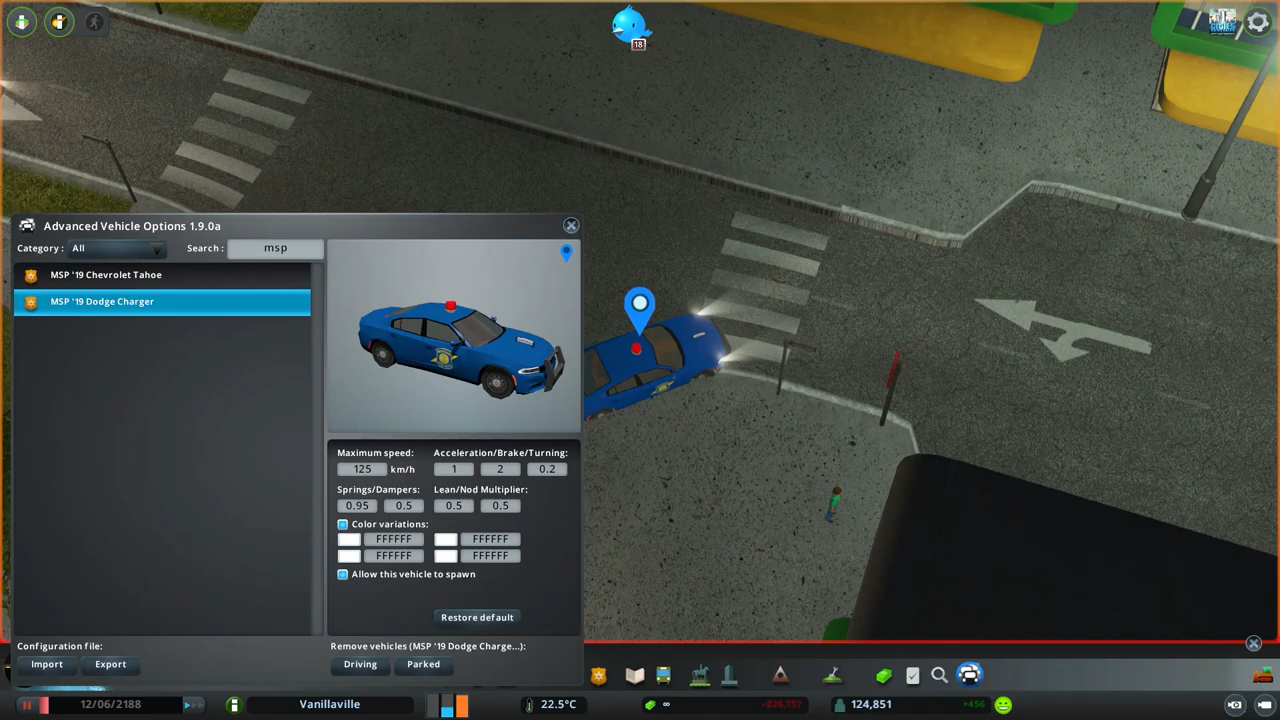 18
Advanced Vehicle Options 1.9.0a
Category :
All
Search :
msp
MSP '19 Chevrolet Tahoe
MSP '19 Dodge Charger
Maximum speed:
Acceleration/Brake/Turning:
125 km/h
1
2
0.2
Springs/Dampers:
Lean/Nod Multiplier:
0.95
0.5
0.5
0.5
Color variations:
FFFFFF
FFFFFF
FFFFFF
FFFFFF
Allow this vehicle to spawn
Restore default
Configuration file:
Remove vehicles (MSP '19 Dodge Charge...):
Import
Export
Driving
Parked
12/06/2188
Vanillaville
22.5°C
∞
124,851
+456